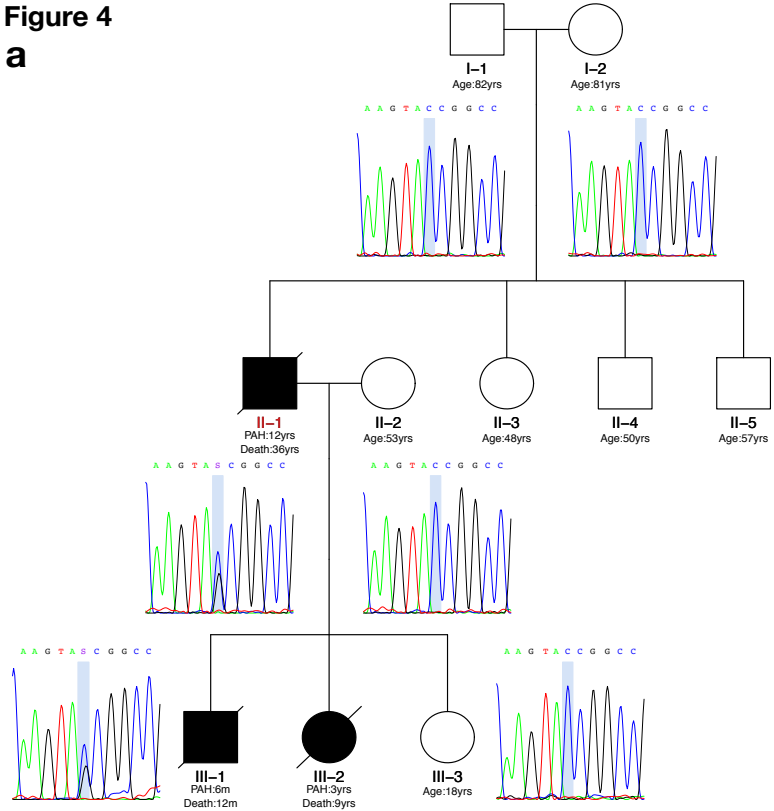 Figure 4
a
I–1
Age:82yrs
I–2
Age:81yrs
A A G T A C C G G C C
A A G T A C C G G C C
II–1
PAH:12yrs
Death:36yrs
II–2
Age:53yrs
II–3
Age:48yrs
II–4
Age:50yrs
II–5
Age:57yrs
A A G T A S C G G C C
A A G T A C C G G C C
A A G T A S C G G C C
A A G T A C C G G C C
III–1
PAH:6m
Death:12m
III–2
PAH:3yrs
Death:9yrs
III–3
Age:18yrs